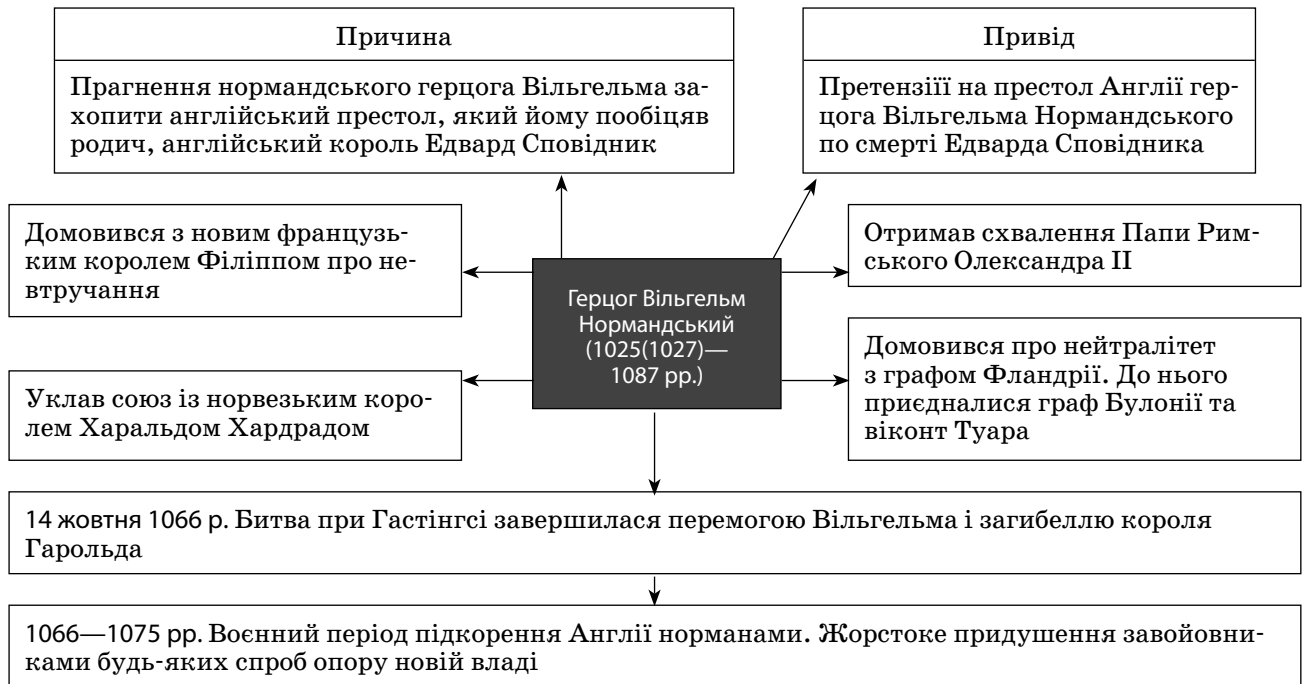 Причина
Прагнення нормандського герцога Вільгельма за-
хопити англійський престол, який йому пообіцяв
родич, англійський король Едвард Сповідник
Привід
Претензіїї на престол Англії гер-
цога Вільгельма Нормандського
по смерті Едварда Сповідника
Домовився з новим французь-
ким королем Філіппом про не-
втручання
Отримав схвалення Папи Рим-
ського Олександра ІІ
Герцог Вільгельм
Нормандський
(1025(1027)—
1087 рр.)
Уклав союз із норвезьким коро-
лем Харальдом Хардрадом
Домовився про нейтралітет
з графом Фландрії. До нього
приєдналися граф Булонії та
віконт Туара
14 жовтня 1066 р. Битва при Гастінгсі завершилася перемогою Вільгельма і загибеллю короля
Гарольда
1066—1075 рр. Воєнний період підкорення Англії норманами. Жорстоке придушення завойовни-
ками будь-яких спроб опору новій владі